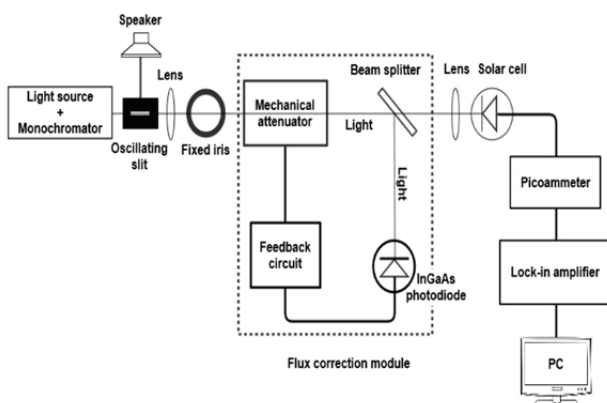 Speaker
Light source
+
Monochromator
Lens
Oscillating
slit
Fixed iris
Mechanical
attenuator
Light
Beam splitter
Lens
Solar cell
Light
Feedback
circuit
InGaAs
photodiode
Picoammeter
Lock-in amplifier
PC
Flux correction module